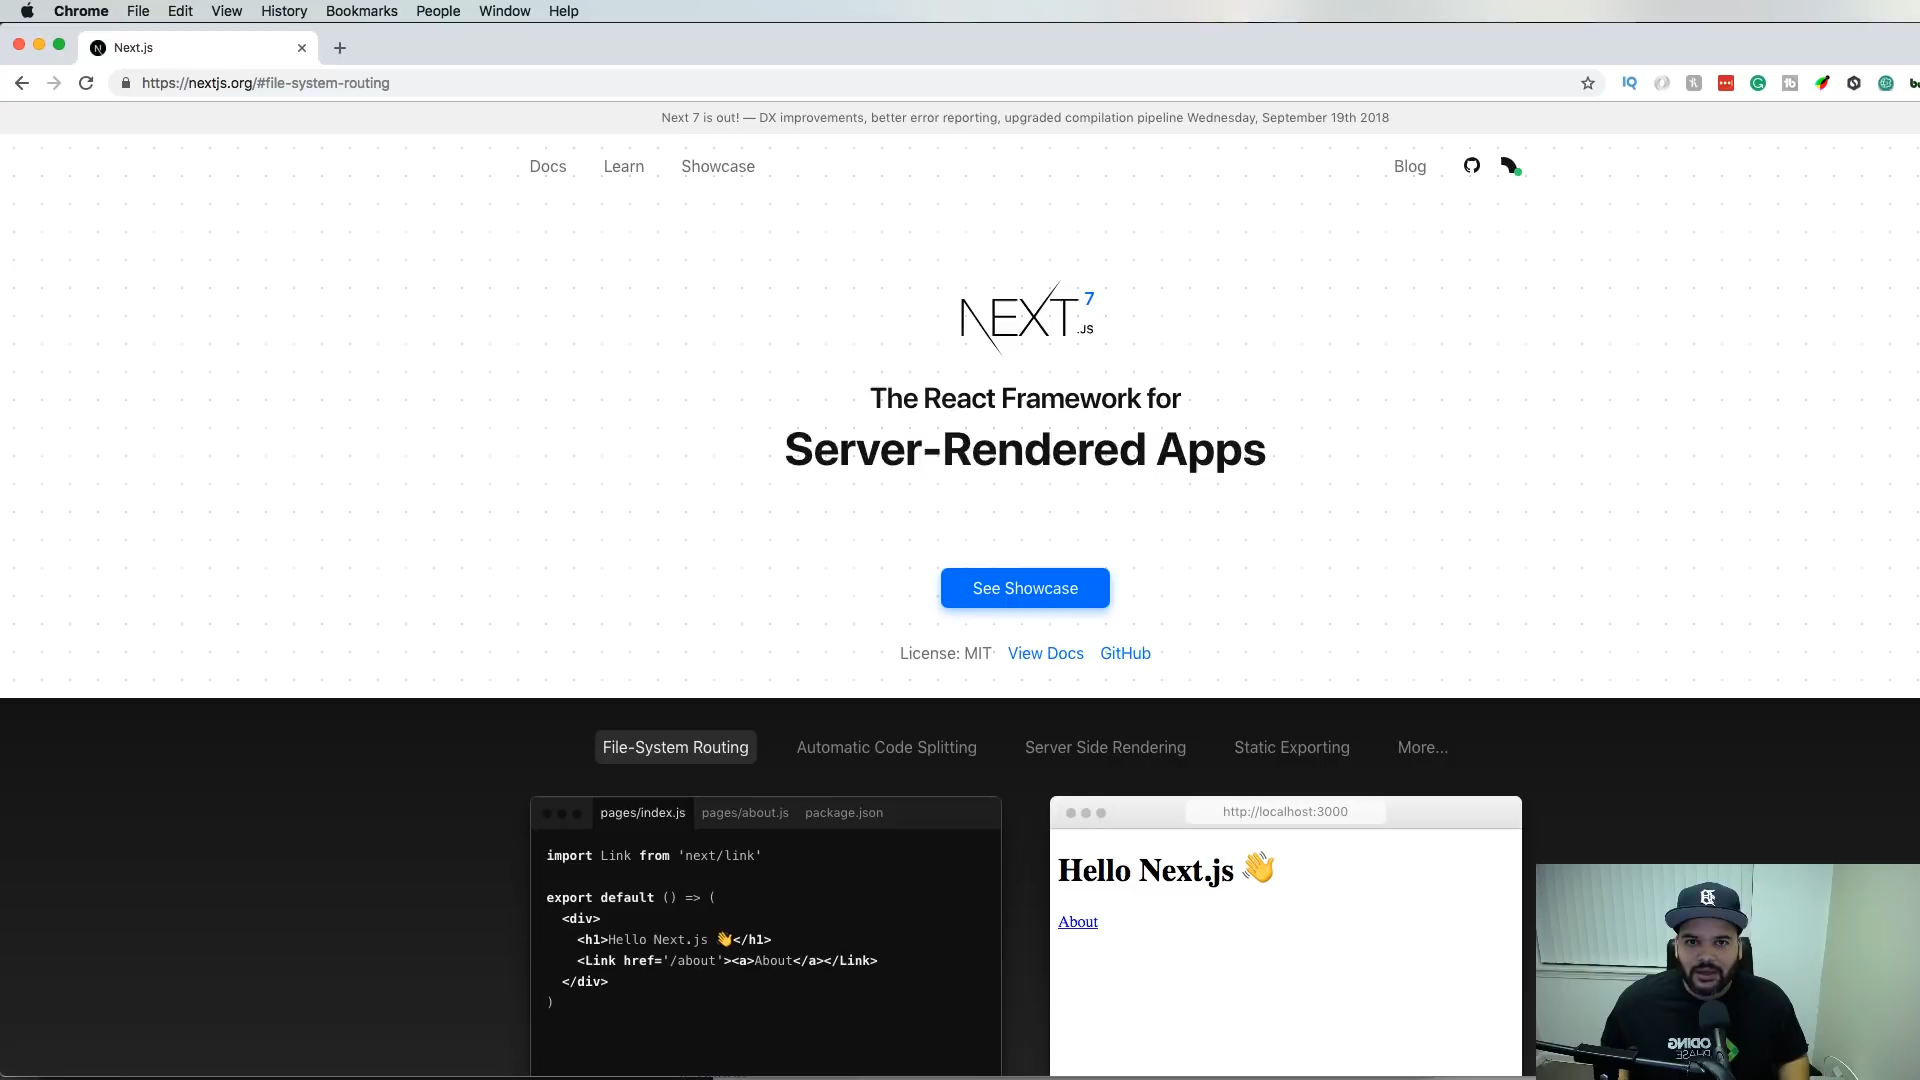 Chrome File Edit View History Bookmarks People Window Help
Next.js
https://nextjs.org/#file-system-routing
Next 7 is out! — DX improvements, better error reporting, upgraded compilation pipeline Wednesday, September 19th 2018
Docs Learn Showcase Blog
NEXT.JS 7
The React Framework for
Server-Rendered Apps
See Showcase
License: MIT View Docs GitHub
File-System Routing Automatic Code Splitting Server Side Rendering Static Exporting More...
pages/index.js pages/about.js package.json
import Link from 'next/link'
export default () => (
<div>
<h1>Hello Next.js 👋</h1>
<Link href='/about'><a>About</a></Link>
</div>
)
http://localhost:3000
Hello Next.js 👋
About